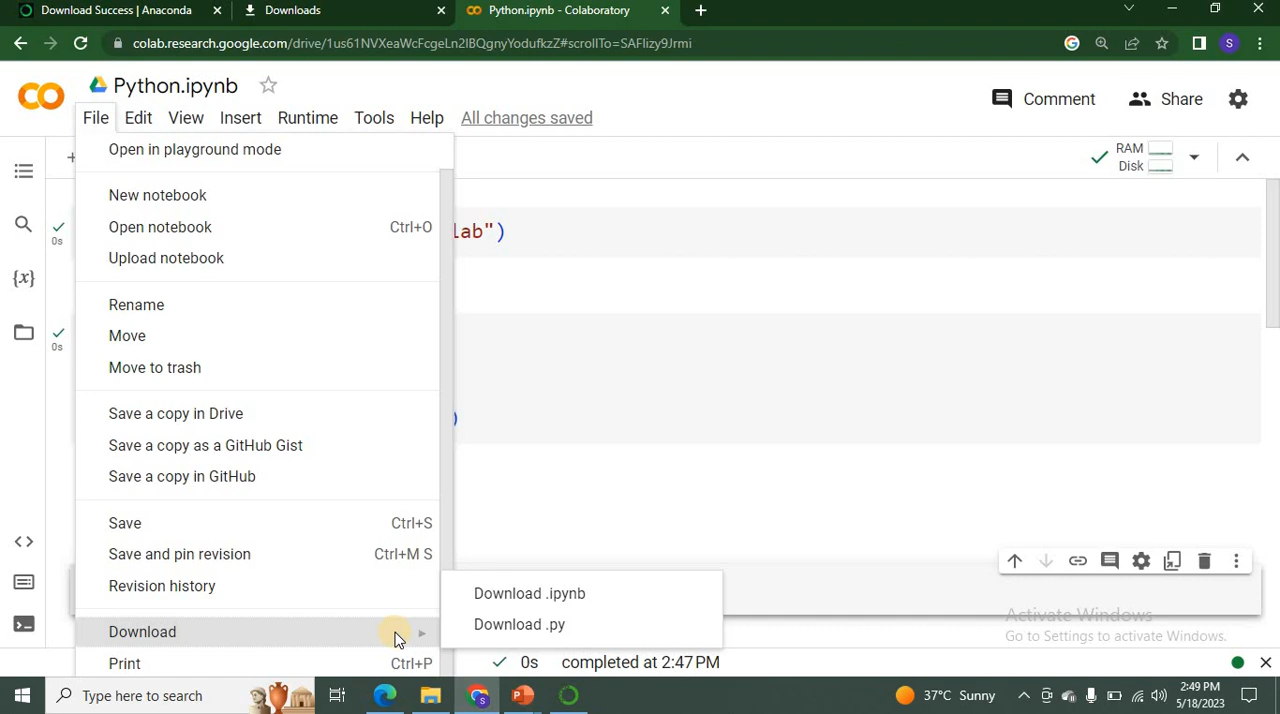 Download Success | Anaconda
Downloads
Python.ipynb - Colaboratory
colab.research.google.com/drive/1us61NVXeaWcFcgeLn2lBQgnyYodufkzZ#scrollTo=SAFlizy9Jrmi
S
Python.ipynb
File Edit View Insert Runtime Tools Help All changes saved
Comment
Share
RAM
Disk
Open in playground mode
New notebook
Open notebook Ctrl+O
Upload notebook
Rename
Move
Move to trash
Save a copy in Drive
Save a copy as a GitHub Gist
Save a copy in GitHub
Save Ctrl+S
Save and pin revision Ctrl+M S
Revision history
Download
Print Ctrl+P
Download .ipynb
Download .py
0s
lab")
{x}
0s
)
Activate Windows
Go to Settings to activate Windows.
0s completed at 2:47 PM
Type here to search
S
37°C Sunny
2:49 PM
5/18/2023